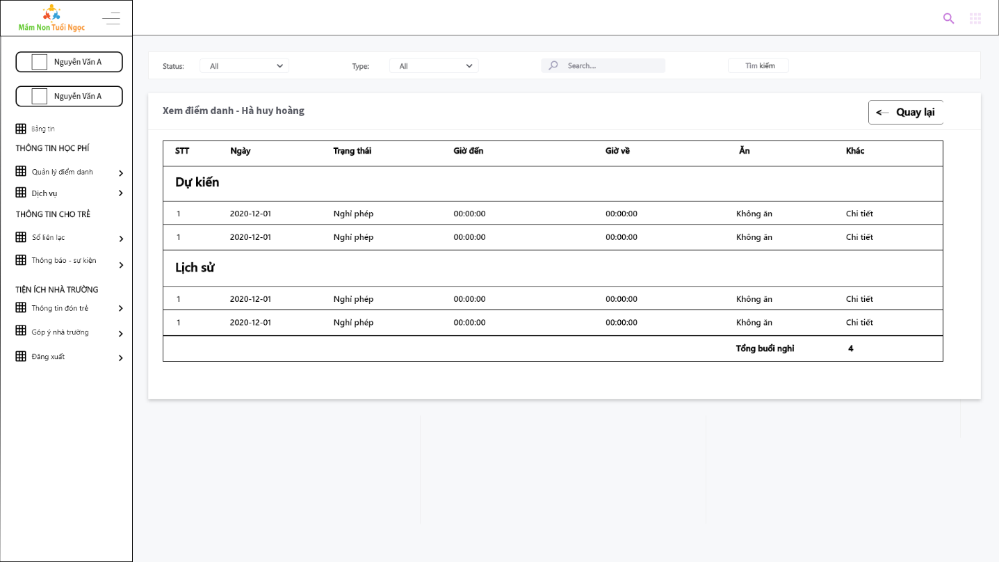 Mầm Non Tuổi Ngọc
Nguyễn Văn A
Nguyễn Văn A
Bảng tin
THÔNG TIN HỌC PHÍ
Quản lý điểm danh
Dịch vụ
THÔNG TIN CHO TRẺ
Sổ liên lạc
Thông báo - sự kiện
TIỆN ÍCH NHÀ TRƯỜNG
Thông tin đón trẻ
Góp ý nhà trường
Đăng xuất
Status: All Type: All Search.... Tìm kiếm
Xem điểm danh - Hà huy hoàng
Quay lại
STT Ngày Trạng thái Giờ đến Giờ về Ăn Khác
Dự kiến
1 2020-12-01 Nghỉ phép 00:00:00 00:00:00 Không ăn Chi tiết
1 2020-12-01 Nghỉ phép 00:00:00 00:00:00 Không ăn Chi tiết
Lịch sử
1 2020-12-01 Nghỉ phép 00:00:00 00:00:00 Không ăn Chi tiết
1 2020-12-01 Nghỉ phép 00:00:00 00:00:00 Không ăn Chi tiết
Tổng buổi nghỉ 4